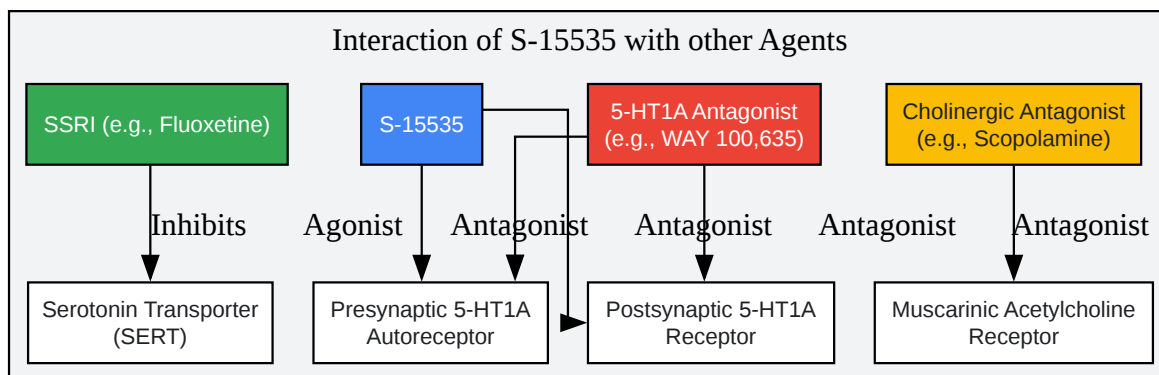 Interaction of S-15535 with other Agents
SSRI (e.g., Fluoxetine)
S-15535
5-HT1A Antagonist
(e.g., WAY 100,635)
Cholinergic Antagonist
(e.g., Scopolamine)
Inhibits
Agonist
Antagonist
Antagonist
Antagonist
Antagonist
Serotonin Transporter
(SERT)
Presynaptic 5-HT1A
Autoreceptor
Postsynaptic 5-HT1A
Receptor
Muscarinic Acetylcholine
Receptor